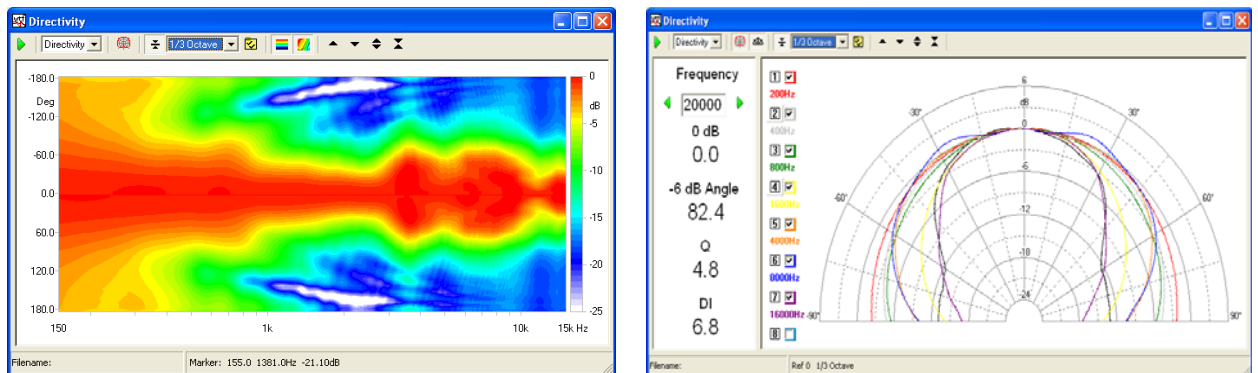 Directivity
Directivity 1/3 Octave
-180.0
Deg
-120.0
-60.0
0.0
60.0
120.0
180.0
150 1k 10k 15k Hz
0
dB
-5
-10
-15
-20
-25
Filename: Marker: 155.0 1381.0Hz -21.10dB
Directivity
Directivity 1/3 Octave
Frequency
20000
0 dB
0.0
-6 dB Angle
82.4
Q
4.8
DI
6.8
1
200Hz
2
400Hz
3
800Hz
4
1600Hz
5
4000Hz
6
8000Hz
7
16000Hz
8
6
dB
0
-6
-12
-18
-24
-90°
-60°
-30°
30°
60°
90°
Filename: Ref 0 1/3 Octave